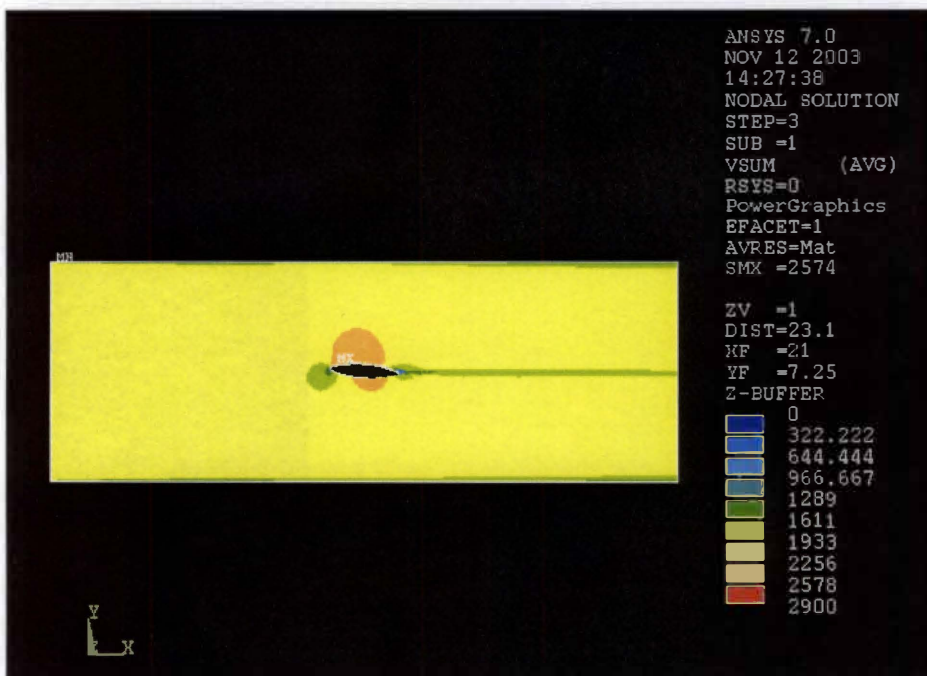 ANSYS 7.0
NOV 12 2003
14:27:38
NODAL SOLUTION
STEP=3
SUB =1
VSUM (AVG)
RSYS=0
PowerGraphics
EFACET=1
AVRES=Mat
SMX =2574
ZV =1
DIST=23.1
XF =21
YF =7.25
Z-BUFFER
0
322.222
644.444
966.667
1289
1611
1933
2256
2578
2900
MN
MX
Y
X